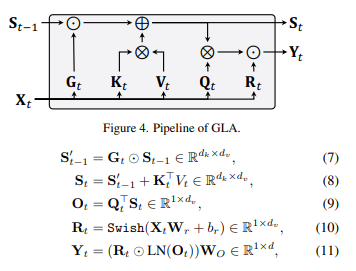 S_{t−1} ⊙ ⊕ S_t
⊗ ⊗ ⊙ Y_t
G_t K_t V_t Q_t R_t
X_t
Figure 4. Pipeline of GLA.
S′_{t−1} = G_t ⊙ S_{t−1} ∈ ℝ^{d_k×d_v}, (7)
S_t = S′_{t−1} + K_t^⊤ V_t ∈ ℝ^{d_k×d_v}, (8)
O_t = Q_t^⊤ S_t ∈ ℝ^{1×d_v}, (9)
R_t = Swish(X_t W_r + b_r) ∈ ℝ^{1×d_v}, (10)
Y_t = (R_t ⊙ LN(O_t))W_O ∈ ℝ^{1×d}, (11)